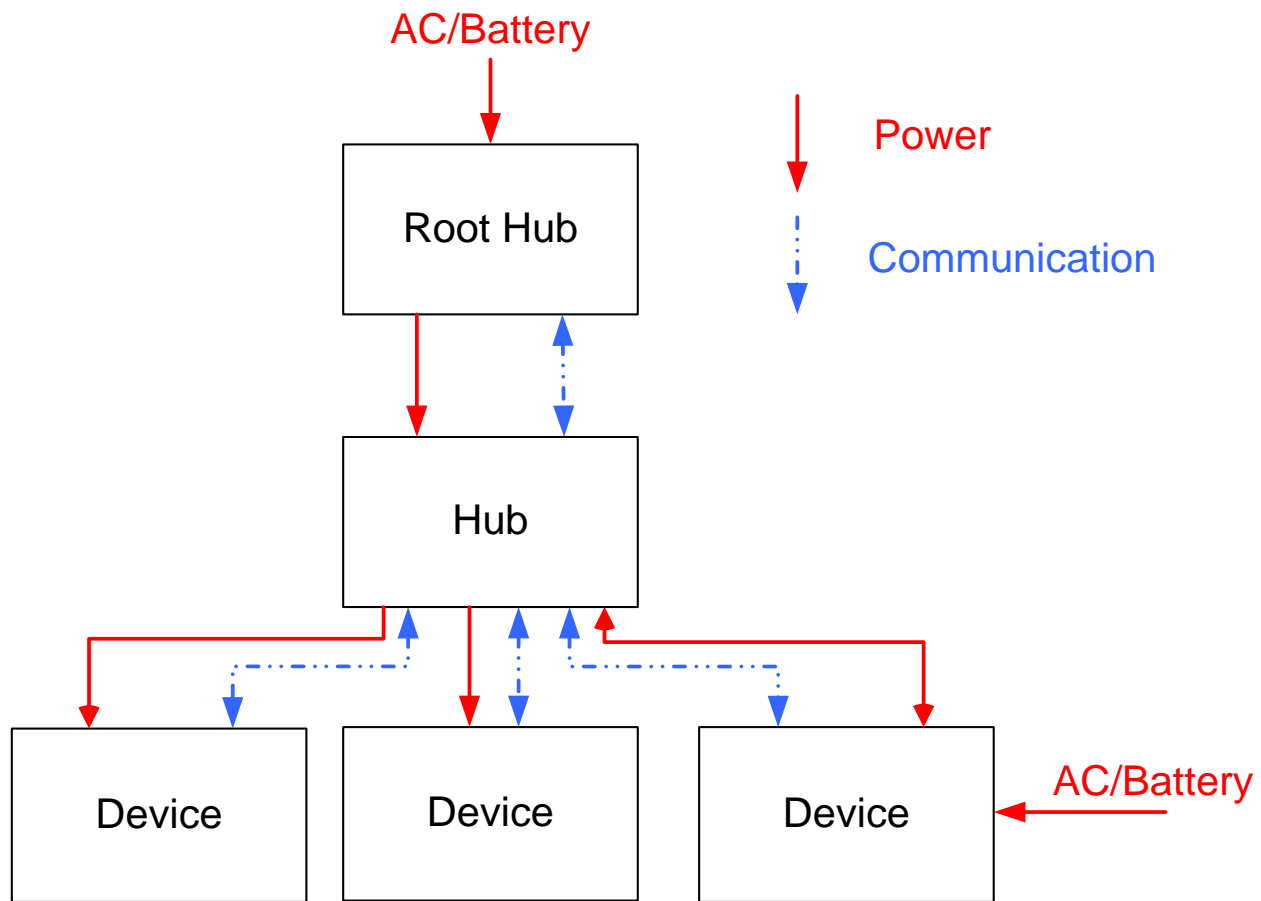 AC/Battery
Power
Root Hub
Communication
Hub
Device
Device
Device
AC/Battery